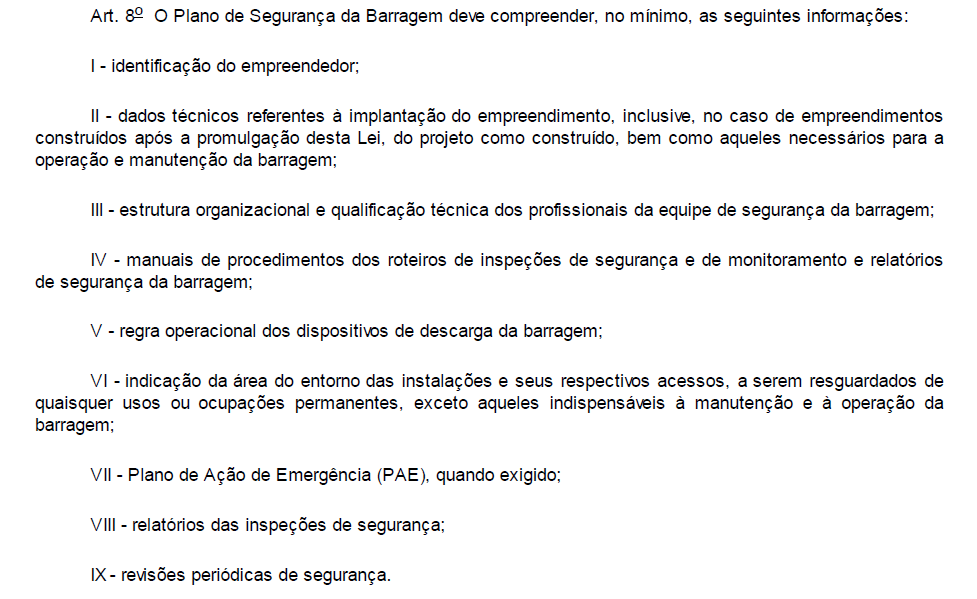 Art. 8º O Plano de Segurança da Barragem deve compreender, no mínimo, as seguintes informações:
I - identificação do empreendedor;
II - dados técnicos referentes à implantação do empreendimento, inclusive, no caso de empreendimentos
construídos após a promulgação desta Lei, do projeto como construído, bem como aqueles necessários para a
operação e manutenção da barragem;
III - estrutura organizacional e qualificação técnica dos profissionais da equipe de segurança da barragem;
IV - manuais de procedimentos dos roteiros de inspeções de segurança e de monitoramento e relatórios
de segurança da barragem;
V - regra operacional dos dispositivos de descarga da barragem;
VI - indicação da área do entorno das instalações e seus respectivos acessos, a serem resguardados de
quaisquer usos ou ocupações permanentes, exceto aqueles indispensáveis à manutenção e à operação da
barragem;
VII - Plano de Ação de Emergência (PAE), quando exigido;
VIII - relatórios das inspeções de segurança;
IX - revisões periódicas de segurança.